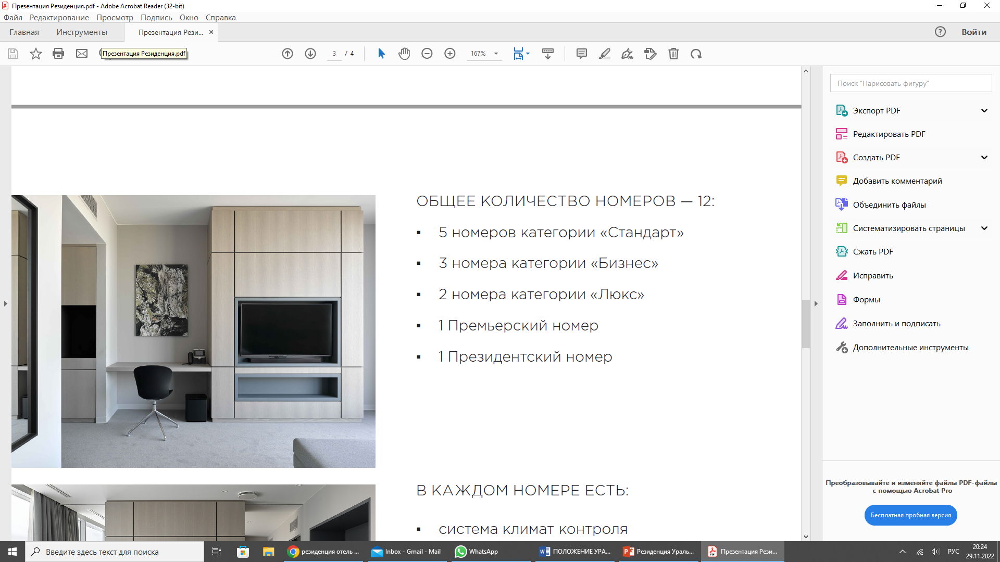 Презентация Резиденция.pdf - Adobe Acrobat Reader (32-bit)
Файл Редактирование Просмотр Подпись Окно Справка
Главная Инструменты Презентация Рези... × Войти
Презентация Резиденция.pdf
3 / 4 167%
Поиск "Нарисовать фигуру"
Экспорт PDF
Редактировать PDF
Создать PDF
Добавить комментарий
Объединить файлы
Систематизировать страницы
Сжать PDF
Исправить
Формы
Заполнить и подписать
Дополнительные инструменты
Преобразовывайте и изменяйте файлы PDF-файлы
с помощью Acrobat Pro
Бесплатная пробная версия
ОБЩЕЕ КОЛИЧЕСТВО НОМЕРОВ — 12:
▪ 5 номеров категории «Стандарт»
▪ 3 номера категории «Бизнес»
▪ 2 номера категории «Люкс»
▪ 1 Премьерский номер
▪ 1 Президентский номер
В КАЖДОМ НОМЕРЕ ЕСТЬ:
▪ система климат контроля
Введите здесь текст для поиска
резиденция отель ...
Inbox - Gmail - Mail
WhatsApp
ПОЛОЖЕНИЕ УРА...
Резиденция Ураль...
Презентация Рези...
РУС
20:24
29.11.2022